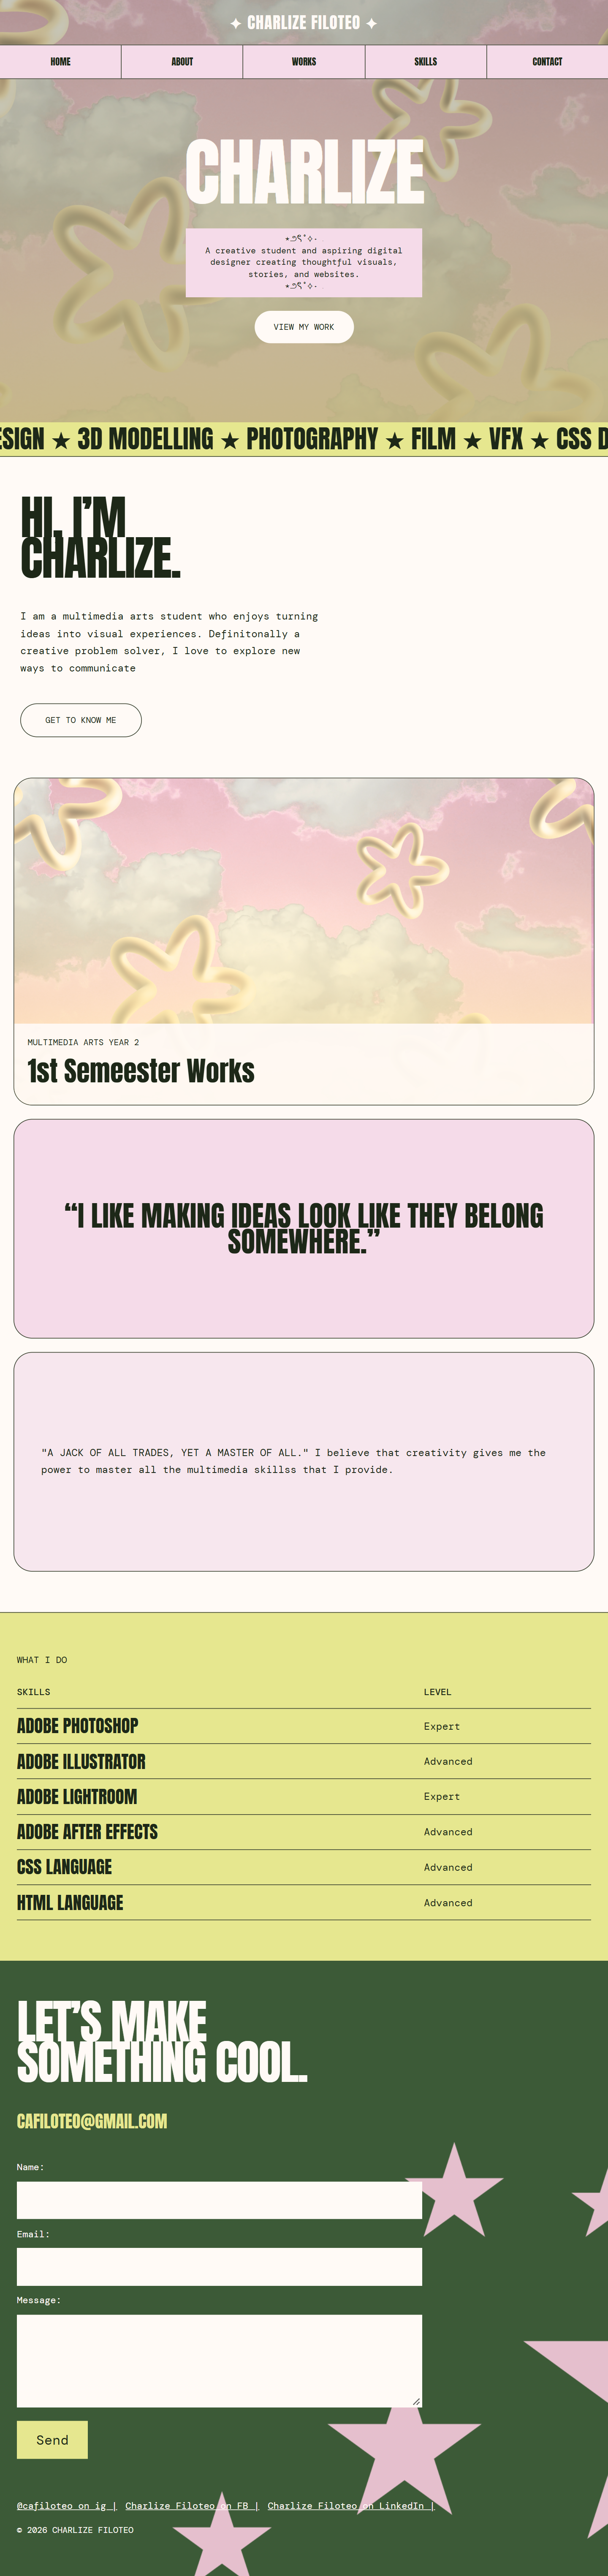 ✦ CHARLIZE FILOTEO ✦
HOME ABOUT WORKS SKILLS CONTACT
CHARLIZE
⋆౨ৎ˚⟡˖
A creative student and aspiring digital
designer creating thoughtful visuals,
stories, and websites.
⋆౨ৎ˚⟡˖
VIEW MY WORK
ESIGN ★ 3D MODELLING ★ PHOTOGRAPHY ★ FILM ★ VFX ★ CSS D
HI, I’M
CHARLIZE.
I am a multimedia arts student who enjoys turning
ideas into visual experiences. Definitonally a
creative problem solver, I love to explore new
ways to communicate
GET TO KNOW ME
MULTIMEDIA ARTS YEAR 2
1st Semeester Works
“I LIKE MAKING IDEAS LOOK LIKE THEY BELONG
SOMEWHERE.”
"A JACK OF ALL TRADES, YET A MASTER OF ALL." I believe that creativity gives me the
power to master all the multimedia skillss that I provide.
WHAT I DO
SKILLS LEVEL
ADOBE PHOTOSHOP Expert
ADOBE ILLUSTRATOR Advanced
ADOBE LIGHTROOM Expert
ADOBE AFTER EFFECTS Advanced
CSS LANGUAGE Advanced
HTML LANGUAGE Advanced
LET’S MAKE
SOMETHING COOL.
CAFILOTEO@GMAIL.COM
Name:
Email:
Message:
Send
@cafiloteo on ig | Charlize Filoteo on FB | Charlize Filoteo on LinkedIn |
© 2026 CHARLIZE FILOTEO